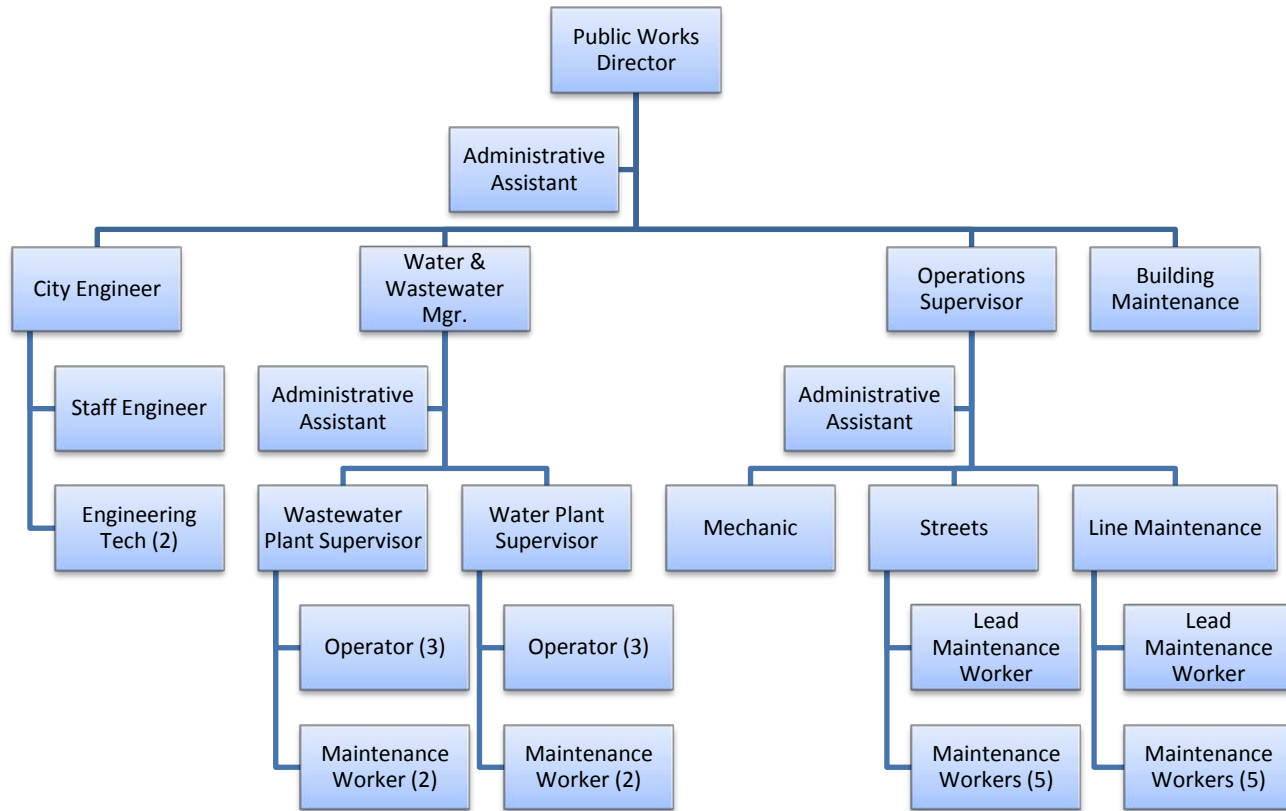 Public Works
Director
Administrative
Assistant
City Engineer
Water &
Wastewater
Mgr.
Operations
Supervisor
Building
Maintenance
Staff Engineer
Administrative
Assistant
Administrative
Assistant
Engineering
Tech (2)
Wastewater
Plant Supervisor
Water Plant
Supervisor
Mechanic
Streets
Line Maintenance
Operator (3)
Operator (3)
Lead
Maintenance
Worker
Lead
Maintenance
Worker
Maintenance
Worker (2)
Maintenance
Worker (2)
Maintenance
Workers (5)
Maintenance
Workers (5)